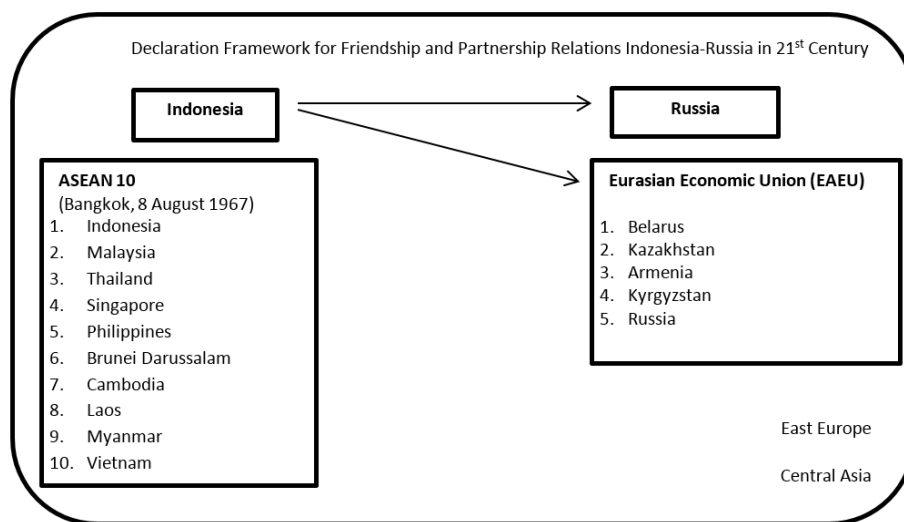 Declaration Framework for Friendship and Partnership Relations Indonesia-Russia in 21st Century
Indonesia
Russia
ASEAN 10
(Bangkok, 8 August 1967)
1. Indonesia
2. Malaysia
3. Thailand
4. Singapore
5. Philippines
6. Brunei Darussalam
7. Cambodia
8. Laos
9. Myanmar
10. Vietnam
Eurasian Economic Union (EAEU)
1. Belarus
2. Kazakhstan
3. Armenia
4. Kyrgyzstan
5. Russia
East Europe
Central Asia